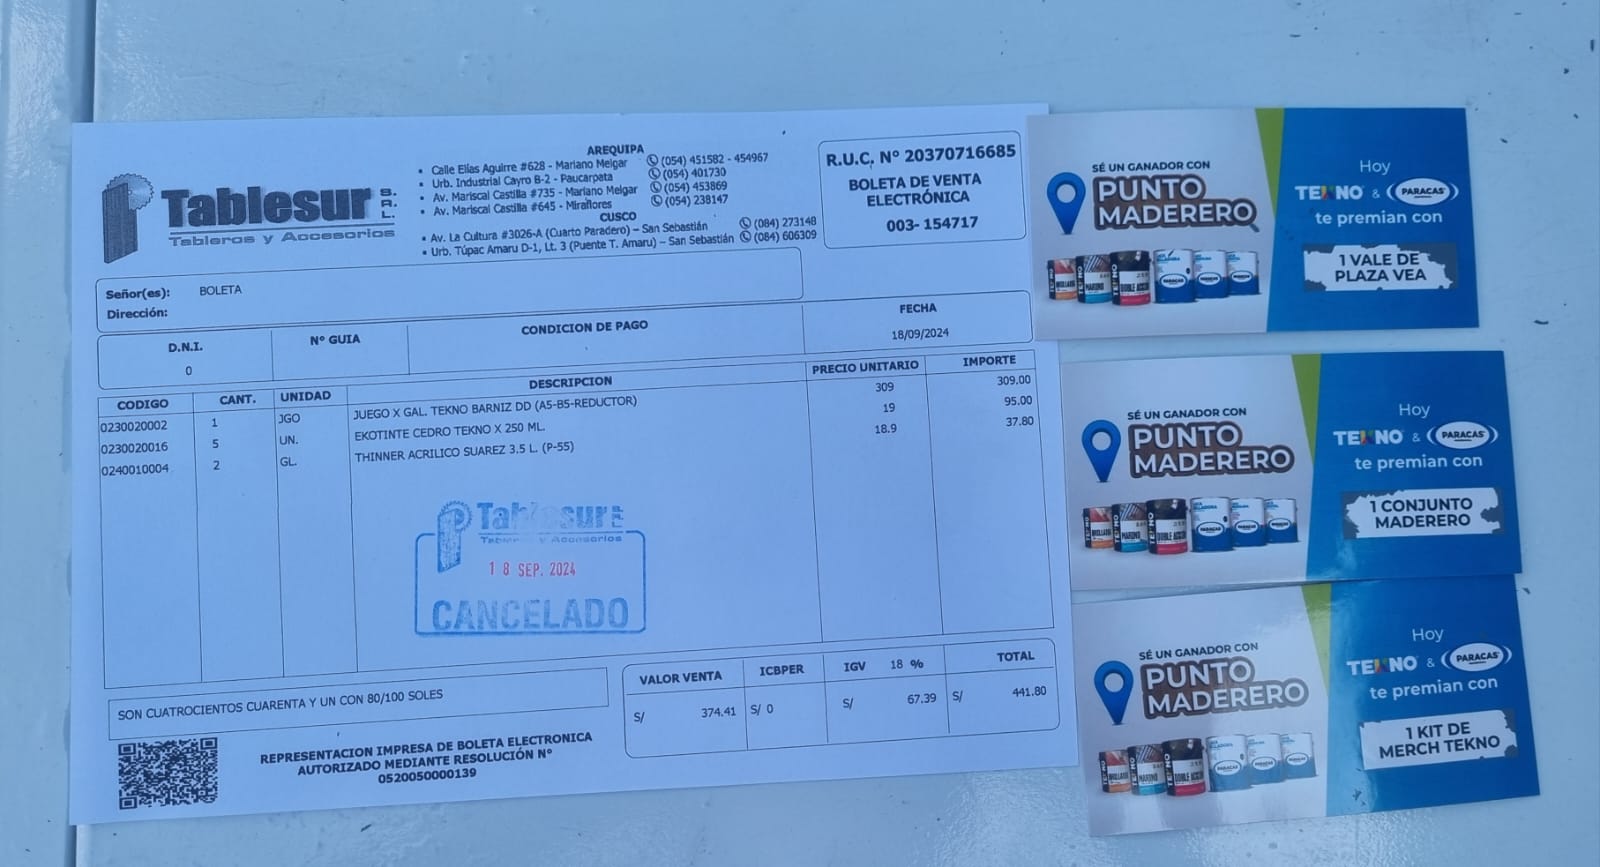 Tablesur S.R.L.
Tableros y Accesorios
AREQUIPA
• Calle Elías Aguirre #628 - Mariano Melgar (054) 451582 - 454967
• Urb. Industrial Cayro B-2 - Paucarpata (054) 401730
• Av. Mariscal Castilla #735 - Mariano Melgar (054) 453869
• Av. Mariscal Castilla #645 - Miraflores (054) 238147
CUSCO
• Av. La Cultura #3026-A (Cuarto Paradero) – San Sebastián (084) 273148
• Urb. Túpac Amaru D-1, Lt. 3 (Puente T. Amaru) – San Sebastián (084) 606309
R.U.C. N° 20370716685
BOLETA DE VENTA
ELECTRÓNICA
003- 154717
Señor(es): BOLETA
Dirección:
D.N.I. N° GUIA CONDICION DE PAGO FECHA
0 18/09/2024
CODIGO CANT. UNIDAD DESCRIPCION PRECIO UNITARIO IMPORTE
0230020002 1 JGO JUEGO X GAL. TEKNO BARNIZ DD (A5-B5-REDUCTOR) 309 309.00
0230020016 5 UN. EKOTINTE CEDRO TEKNO X 250 ML. 19 95.00
0240010004 2 GL. THINNER ACRILICO SUAREZ 3.5 L. (P-55) 18.9 37.80
Tablesur
Tableros y Accesorios
18 SEP. 2024
CANCELADO
SON CUATROCIENTOS CUARENTA Y UN CON 80/100 SOLES
VALOR VENTA ICBPER IGV 18 % TOTAL
S/ 374.41 S/ 0 S/ 67.39 S/ 441.80
REPRESENTACION IMPRESA DE BOLETA ELECTRONICA
AUTORIZADO MEDIANTE RESOLUCIÓN N°
0520050000139
SÉ UN GANADOR CON
PUNTO
MADERERO
Hoy
TEKNO & PARACAS
te premian con
1 VALE DE
PLAZA VEA
SÉ UN GANADOR CON
PUNTO
MADERERO
Hoy
TEKNO & PARACAS
te premian con
1 CONJUNTO
MADERERO
SÉ UN GANADOR CON
PUNTO
MADERERO
Hoy
TEKNO & PARACAS
te premian con
1 KIT DE
MERCH TEKNO